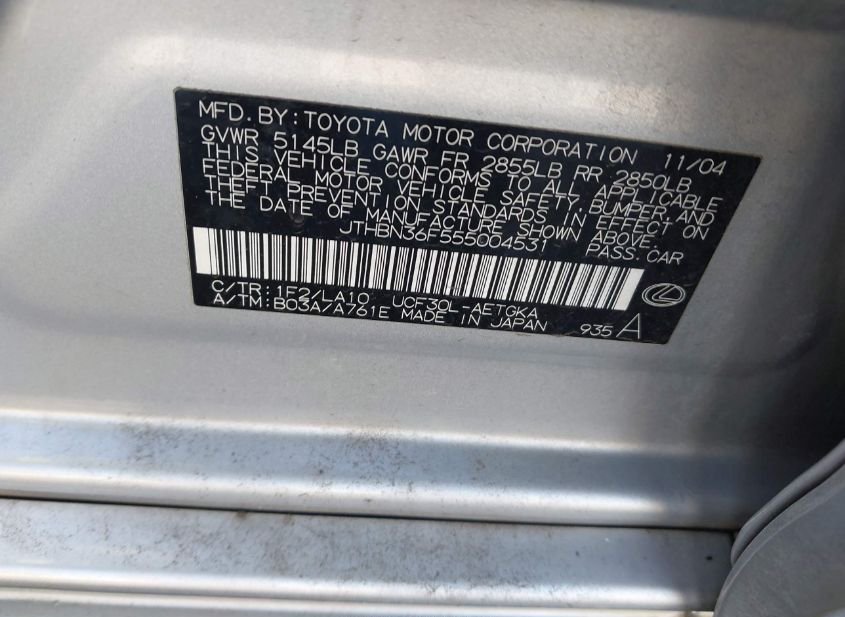 MFD. BY: TOYOTA MOTOR CORPORATION 11/04
GVWR 5145LB GAWR FR 2855LB RR 2850LB
THIS VEHICLE CONFORMS TO ALL APPLICABLE
FEDERAL MOTOR VEHICLE SAFETY, BUMPER, AND
THEFT PREVENTION STANDARDS IN EFFECT ON
THE DATE OF MANUFACTURE SHOWN ABOVE.
JTHBN36F555004531 PASS. CAR
C/TR: 1F2/LA10 UCF30L-AETGKA
A/TM: B03A/A761E MADE IN JAPAN 935 A